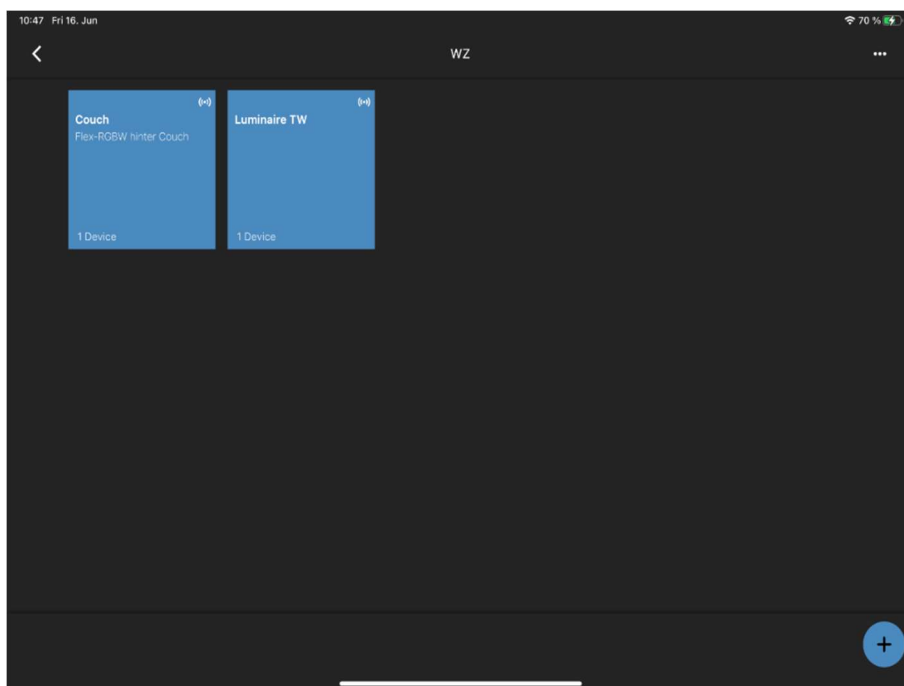 10:47 Fri 16. Jun
70 %
WZ
Couch
Flex-RGBW hinter Couch
1 Device
Luminaire TW
1 Device